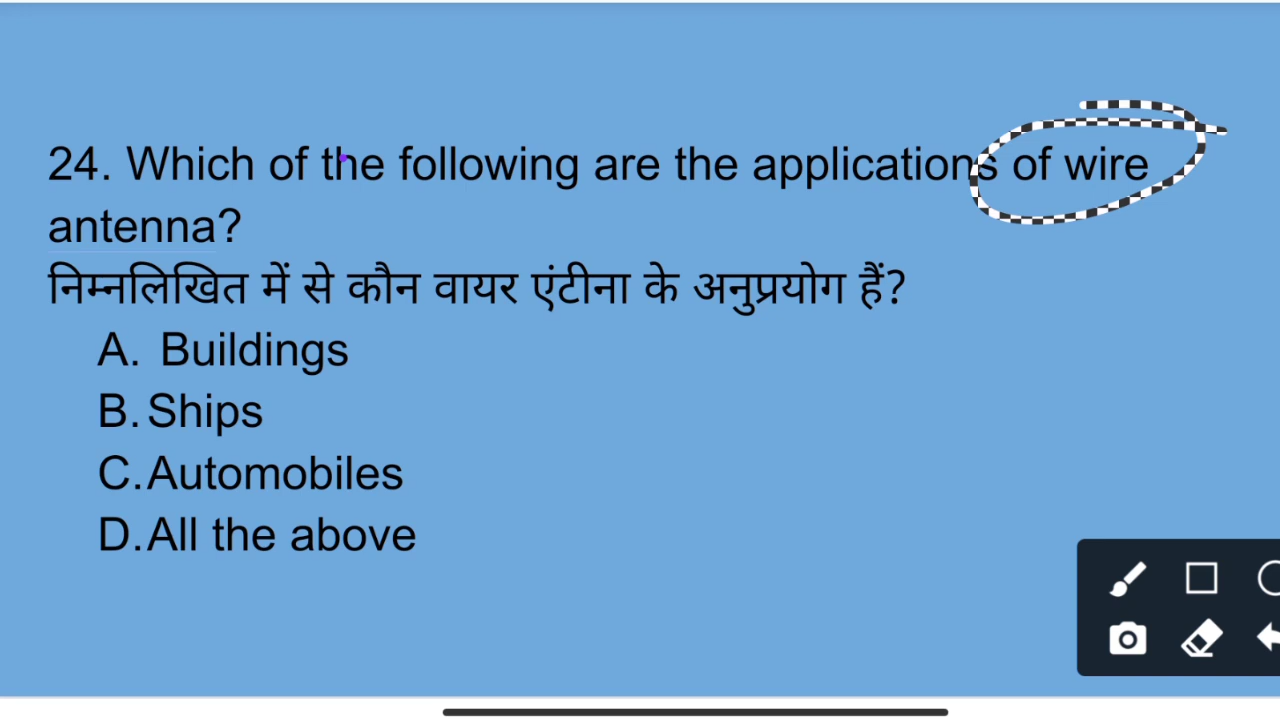 24. Which of the following are the applications of wire
antenna?
निम्नलिखित में से कौन वायर एंटीना के अनुप्रयोग हैं?
A. Buildings
B. Ships
C. Automobiles
D. All the above